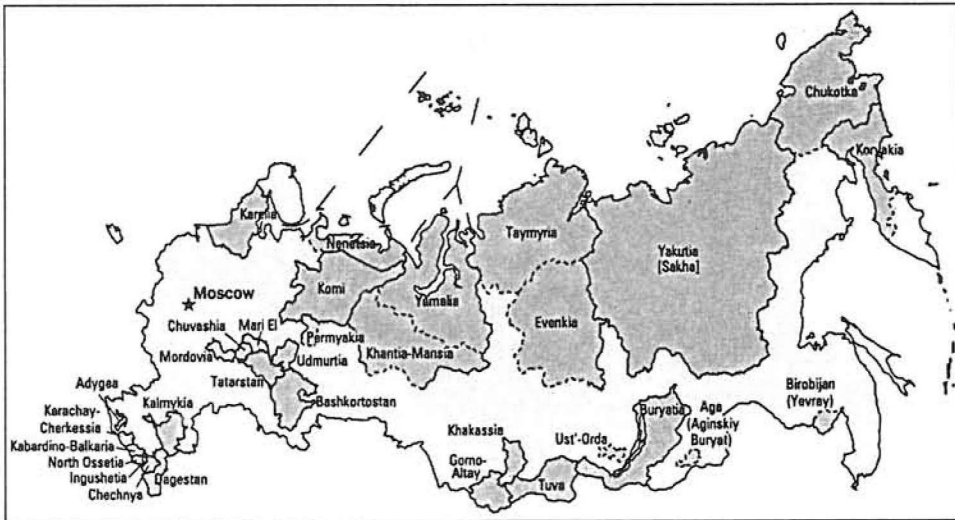 Chukotka
Koryakia
Karelia
Taymyria
Nenetsia
Yakutia
[Sakha]
Komi
Yamalia
Moscow
Evenkia
Chuvashia
Mari El
Permyakia
Khantia-Mansia
Mordovia
Udmurtia
Tatarstan
Adygea
Kalmykia
Bashkortostan
Birobijan
(Yevray)
Karachay-
Cherkessia
Buryatia
Aga
(Aginskiy
Buryat)
Khakassia
Ust'-Orda
Kabardino-Balkaria
North Ossetia
Gorno-
Altay
Ingushetia
Dagestan
Tuva
Chechnya